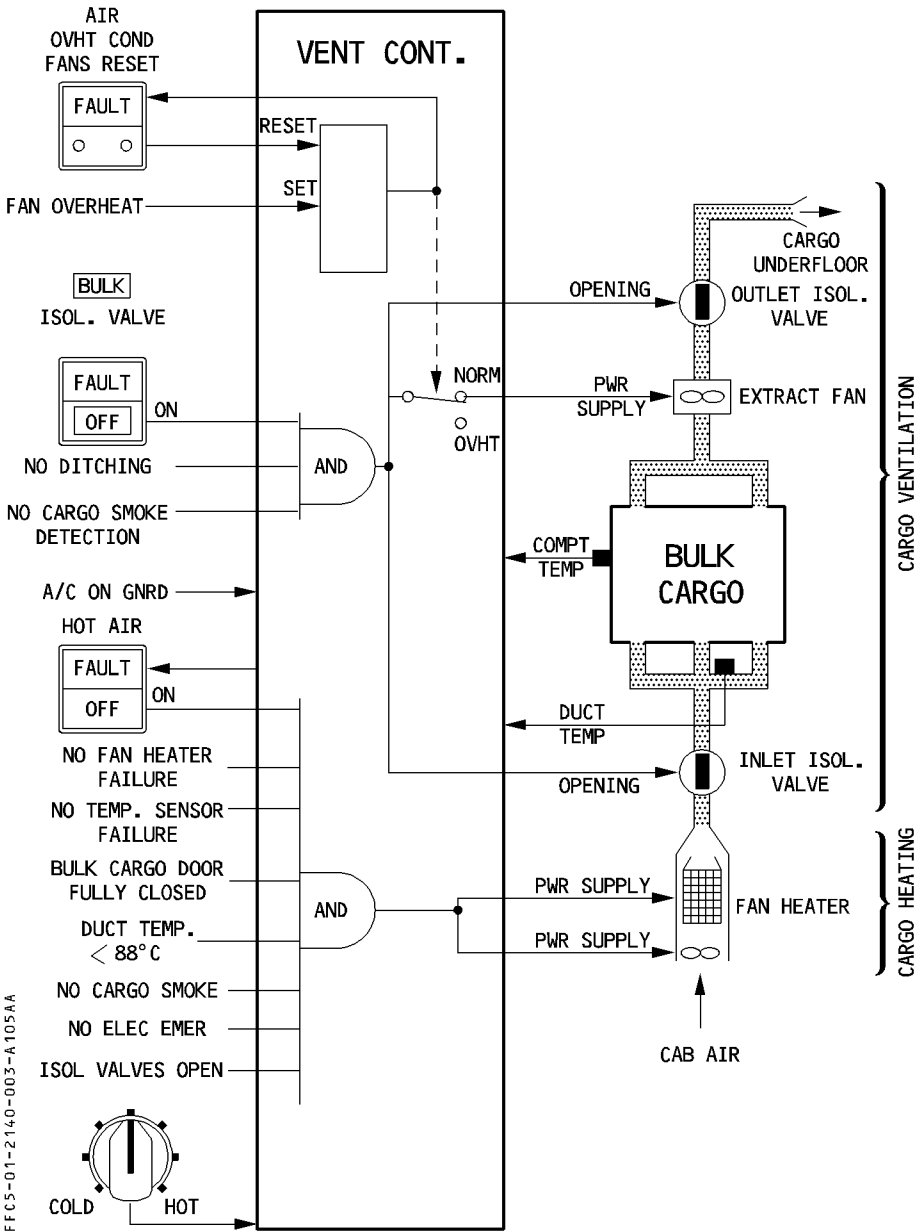 AIR
OVHT COND
FANS RESET
FAULT
VENT CONT.
RESET
SET
FAN OVERHEAT
BULK
ISOL. VALVE
FAULT
OFF
ON
NO DITCHING
NO CARGO SMOKE
DETECTION
AND
A/C ON GNRD
HOT AIR
FAULT
OFF
ON
NO FAN HEATER
FAILURE
NO TEMP. SENSOR
FAILURE
BULK CARGO DOOR
FULLY CLOSED
DUCT TEMP.
< 88°C
NO CARGO SMOKE
NO ELEC EMER
ISOL VALVES OPEN
AND
COLD
HOT
NORM
OVHT
OPENING
PWR
SUPPLY
COMPT
TEMP
DUCT
TEMP
OPENING
PWR SUPPLY
PWR SUPPLY
CARGO
UNDERFLOOR
OUTLET ISOL.
VALVE
EXTRACT FAN
BULK
CARGO
INLET ISOL.
VALVE
FAN HEATER
CAB AIR
CARGO VENTILATION
CARGO HEATING
FFC5-01-2140-003-A105AA